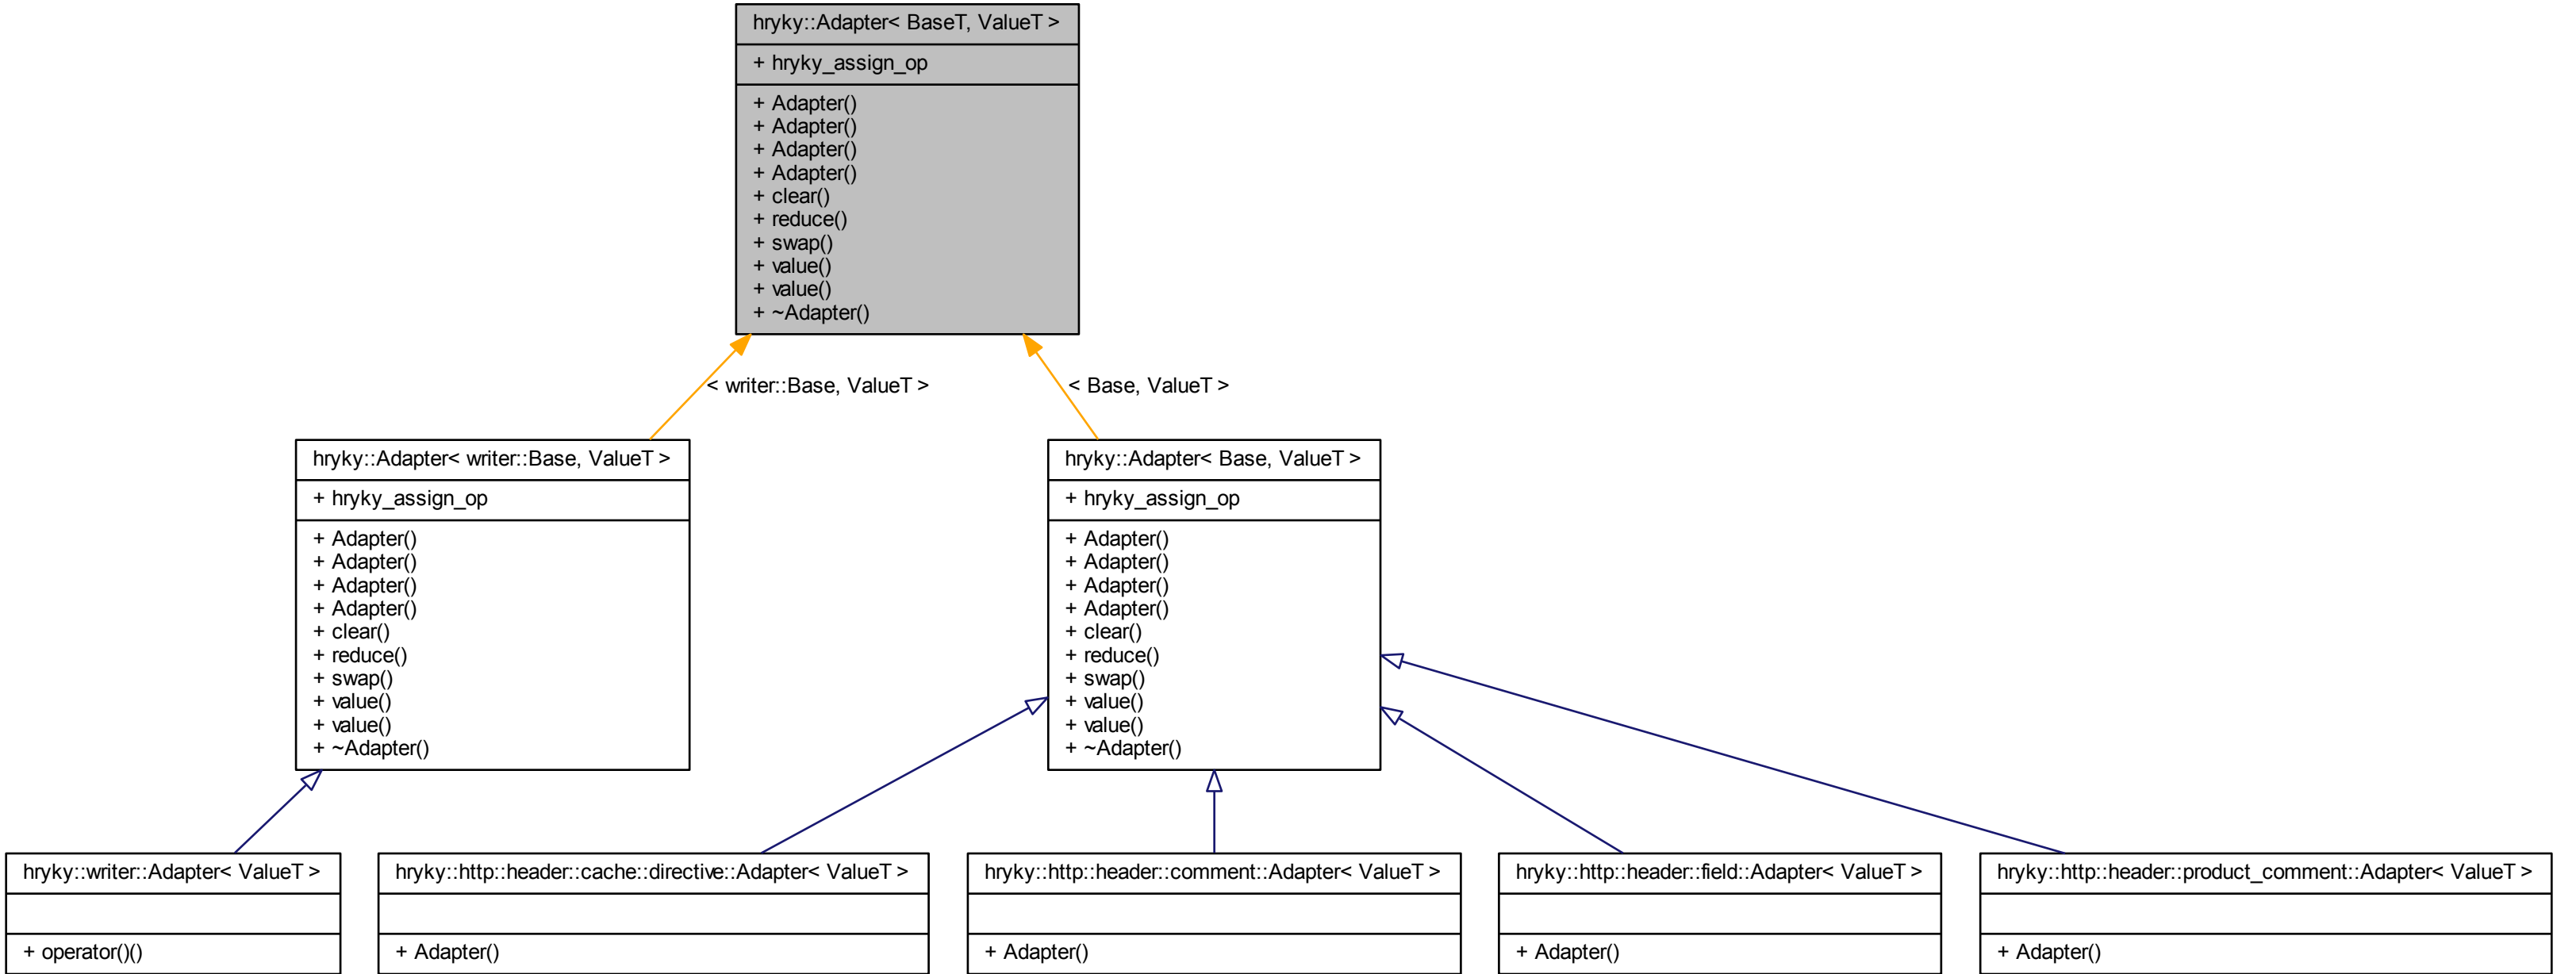 hryky::Adapter< BaseT, ValueT >
+ hryky_assign_op
+ Adapter()
+ Adapter()
+ Adapter()
+ Adapter()
+ clear()
+ reduce()
+ swap()
+ value()
+ value()
+ ~Adapter()
< writer::Base, ValueT >
< Base, ValueT >
hryky::Adapter< writer::Base, ValueT >
+ hryky_assign_op
+ Adapter()
+ Adapter()
+ Adapter()
+ Adapter()
+ clear()
+ reduce()
+ swap()
+ value()
+ value()
+ ~Adapter()
hryky::Adapter< Base, ValueT >
+ hryky_assign_op
+ Adapter()
+ Adapter()
+ Adapter()
+ Adapter()
+ clear()
+ reduce()
+ swap()
+ value()
+ value()
+ ~Adapter()
hryky::writer::Adapter< ValueT >
+ operator()()
hryky::http::header::cache::directive::Adapter< ValueT >
+ Adapter()
hryky::http::header::comment::Adapter< ValueT >
+ Adapter()
hryky::http::header::field::Adapter< ValueT >
+ Adapter()
hryky::http::header::product_comment::Adapter< ValueT >
+ Adapter()